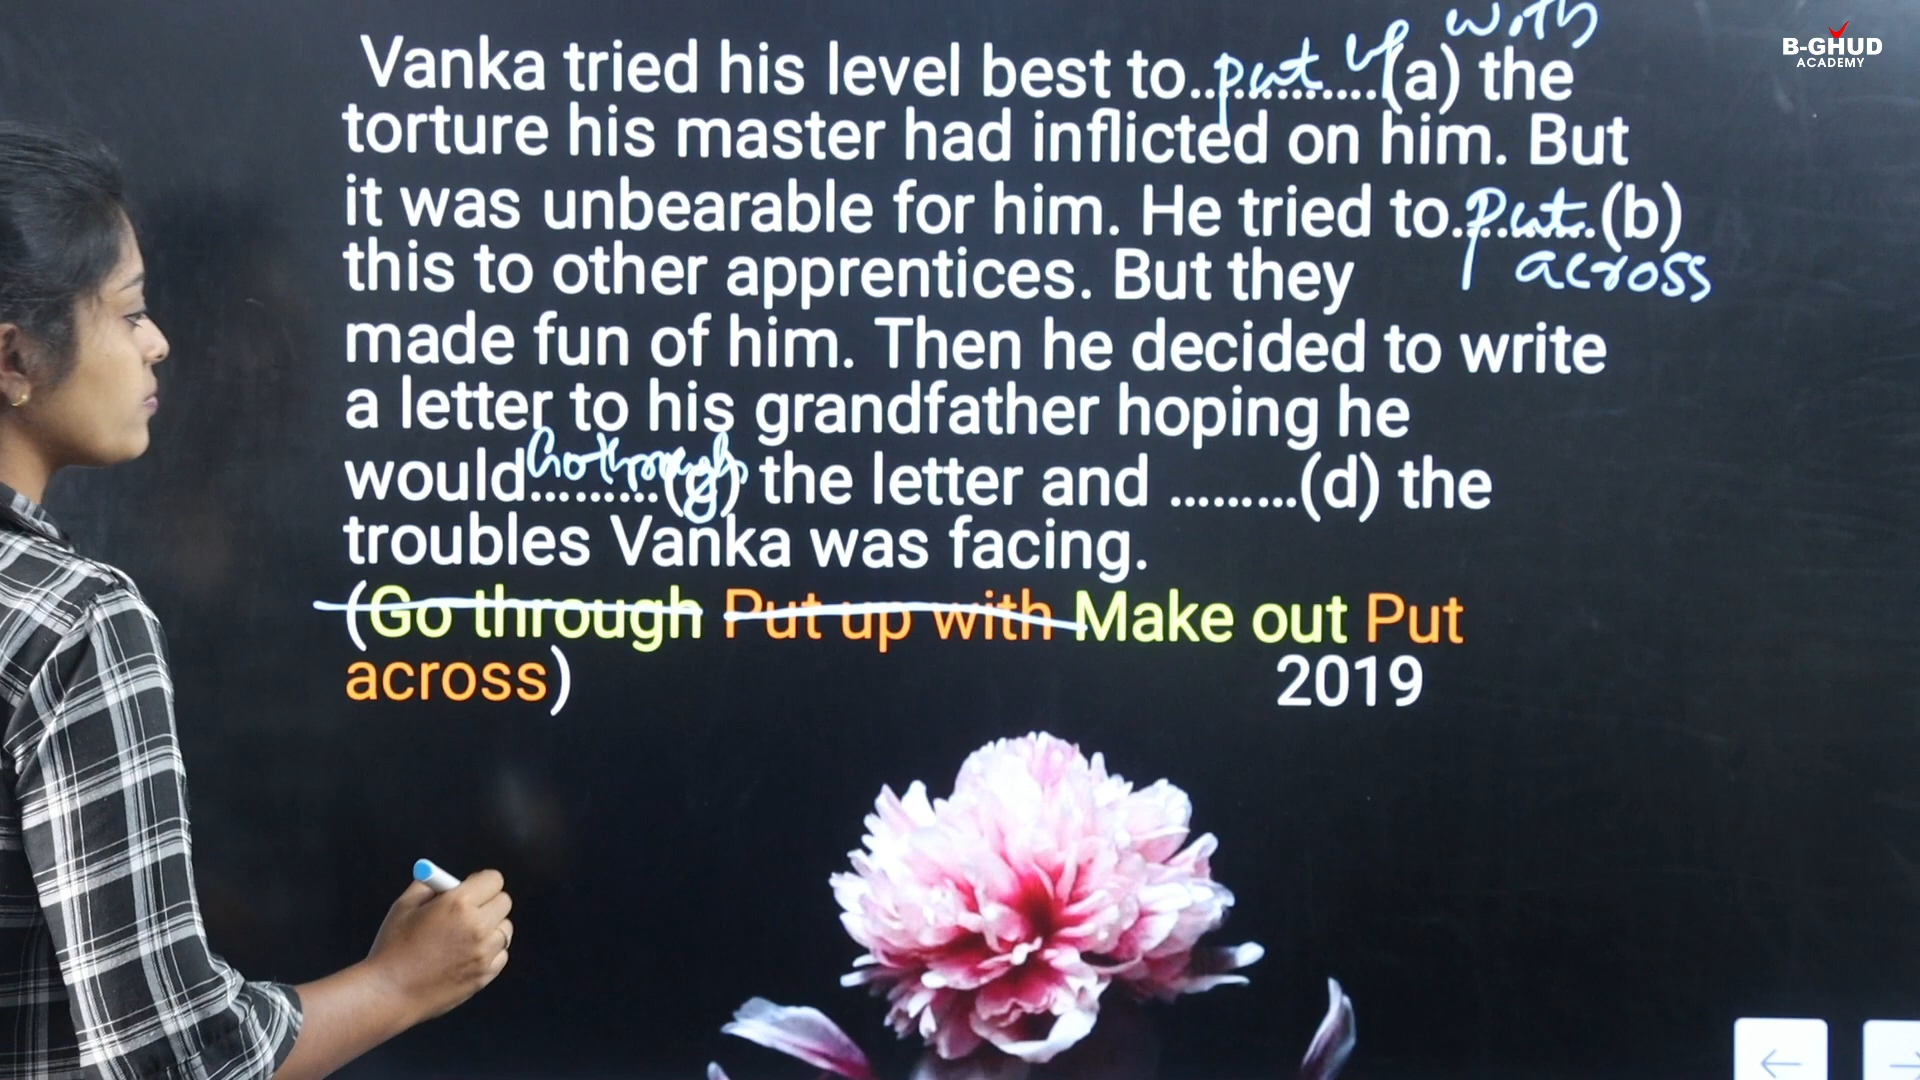 B-GHUD
ACADEMY
with
Vanka tried his level best to..put up..(a) the
torture his master had inflicted on him. But
it was unbearable for him. He tried to..put..(b)
across
this to other apprentices. But they
made fun of him. Then he decided to write
a letter to his grandfather hoping he
would Go through (c) the letter and .........(d) the
troubles Vanka was facing.
(Go through Put up with Make out Put
across) 2019